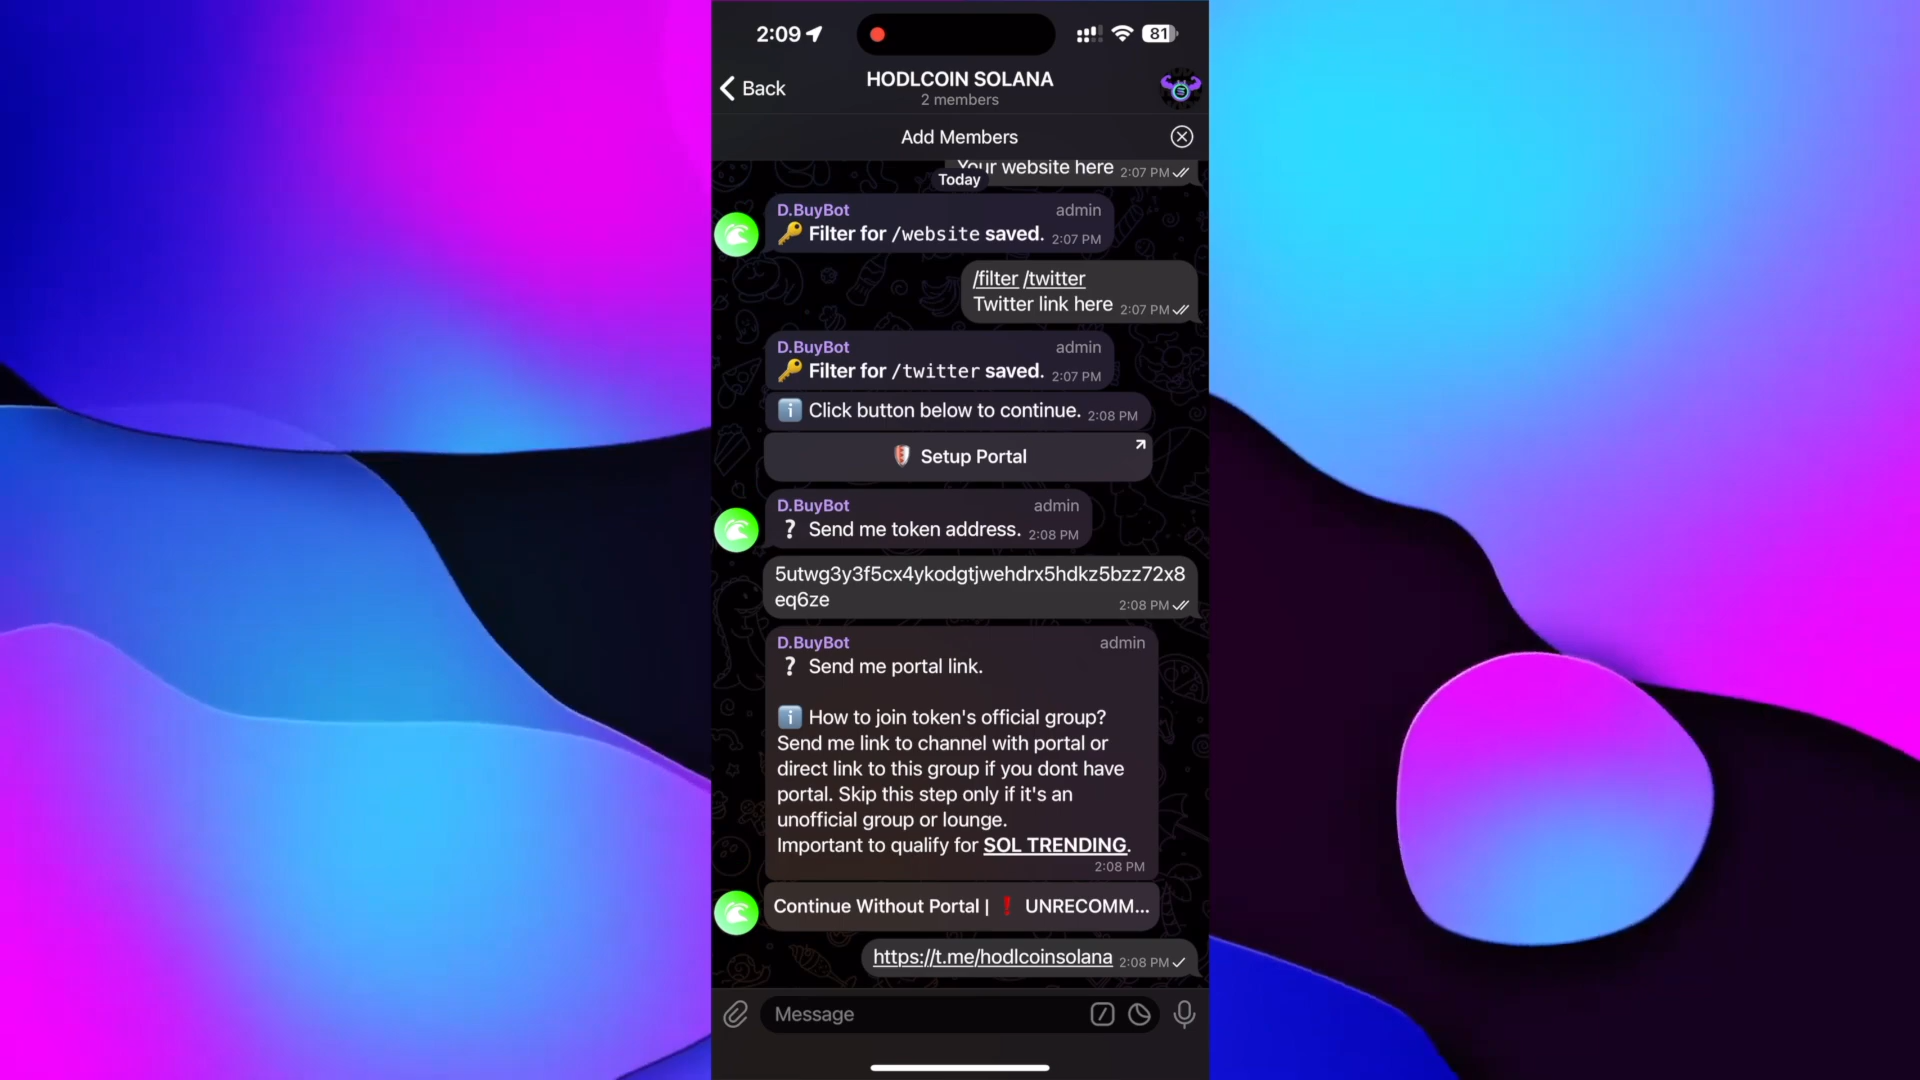 2:09
81
Back
HODLCOIN SOLANA
2 members
Add Members
Your website here 2:07 PM
Today
D.BuyBot admin
Filter for /website saved. 2:07 PM
/filter /twitter
Twitter link here 2:07 PM
D.BuyBot admin
Filter for /twitter saved. 2:07 PM
Click button below to continue. 2:08 PM
Setup Portal
D.BuyBot admin
? Send me token address. 2:08 PM
5utwg3y3f5cx4ykodgtjwehdrx5hdkz5bzz72x8
eq6ze 2:08 PM
D.BuyBot admin
? Send me portal link.
How to join token's official group?
Send me link to channel with portal or
direct link to this group if you dont have
portal. Skip this step only if it's an
unofficial group or lounge.
Important to qualify for SOL TRENDING.
2:08 PM
Continue Without Portal | ❗ UNRECOMM...
https://t.me/hodlcoinsolana 2:08 PM
Message